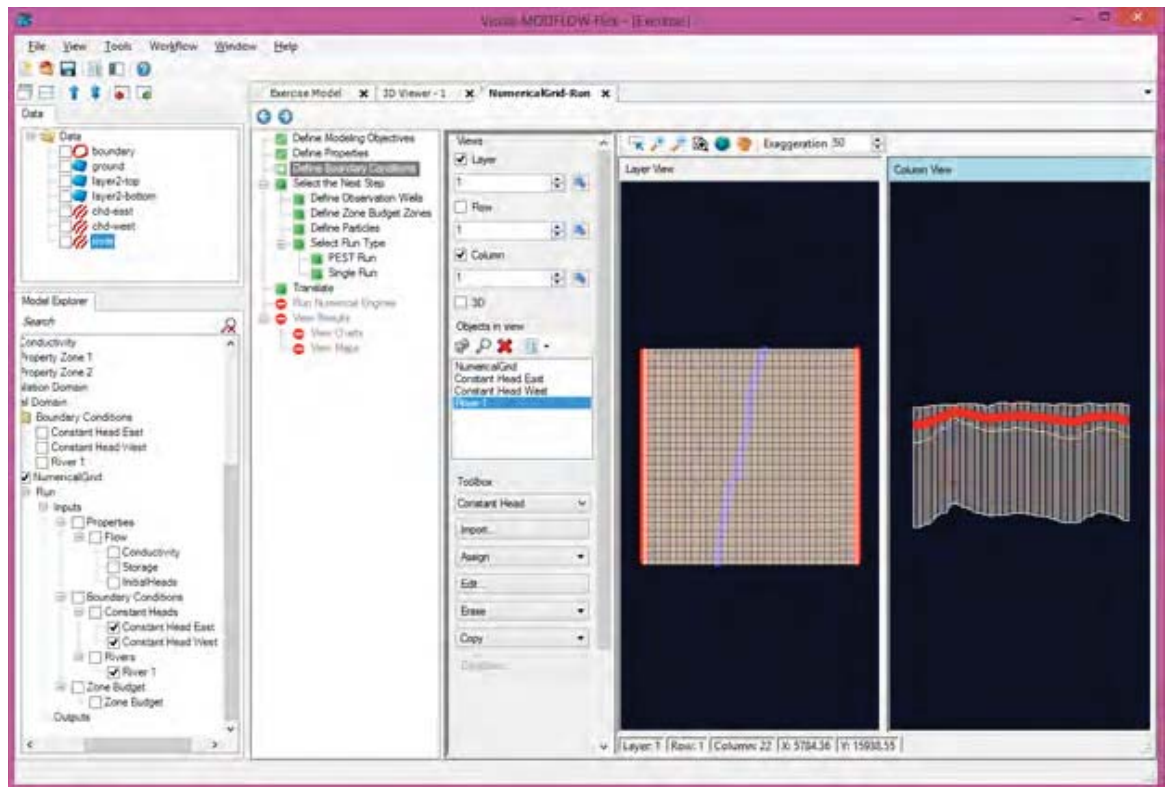 Visual MODFLOW Flex - [Exercise]
File View Tools Workflow Window Help
Exercise Model 3D Viewer - 1 NumericalGrid-Run
Data
Data
boundary
ground
layer2-top
layer2-bottom
chd-east
chd-west
Model Explorer
Search
Conductivity
Property Zone 1
Property Zone 2
lation Domain
al Domain
Boundary Conditions
Constant Head East
Constant Head West
River 1
NumericalGrid
Run
Inputs
Properties
Flow
Conductivity
Storage
InitialHeads
Boundary Conditions
Constant Heads
Constant Head East
Constant Head West
Rivers
River 1
Zone Budget
Zone Budget
Outputs
Define Modeling Objectives
Define Properties
Define Boundary Conditions
Select the Next Step
Define Observation Wells
Define Zone Budget Zones
Define Particles
Select Run Type
PEST Run
Single Run
Translate
Run Numerical Engines
View Results
View Charts
View Maps
Views
Layer
1
Row
1
Column
1
3D
Objects in view
NumericalGrid
Constant Head East
Constant Head West
River 1
Toolbox
Constant Head
Import...
Assign
Edit...
Erase
Copy
Database...
Exaggeration 50
Layer View
Column View
Layer: 1 Row: 1 Column: 22 X: 5784.36 Y: 15938.55